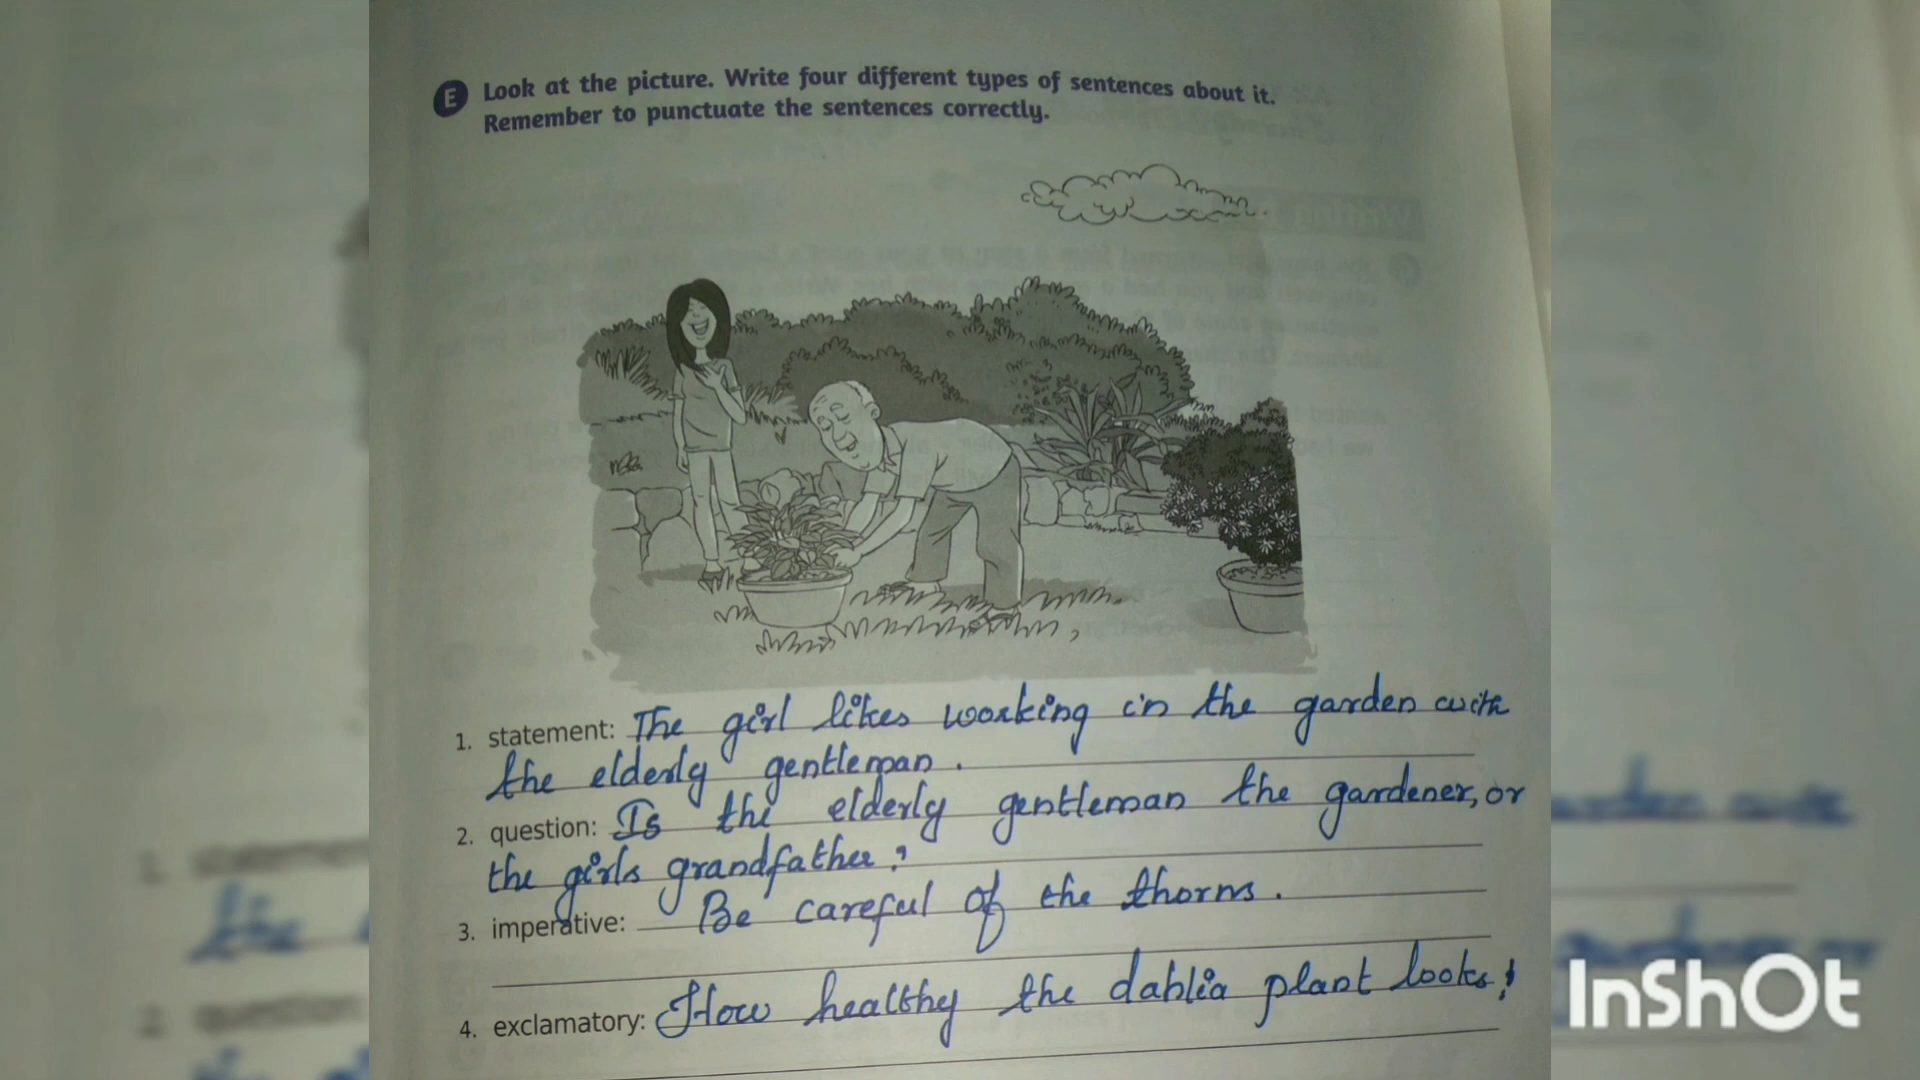 E Look at the picture. Write four different types of sentences about it.
Remember to punctuate the sentences correctly.
1. statement: The girl likes working in the garden with
the elderly gentleman.
2. question: Is the elderly gentleman the gardener, or
the girls grandfather?
3. imperative: Be careful of the thorns.
4. exclamatory: How healthy the dahlia plant looks!
InShOt